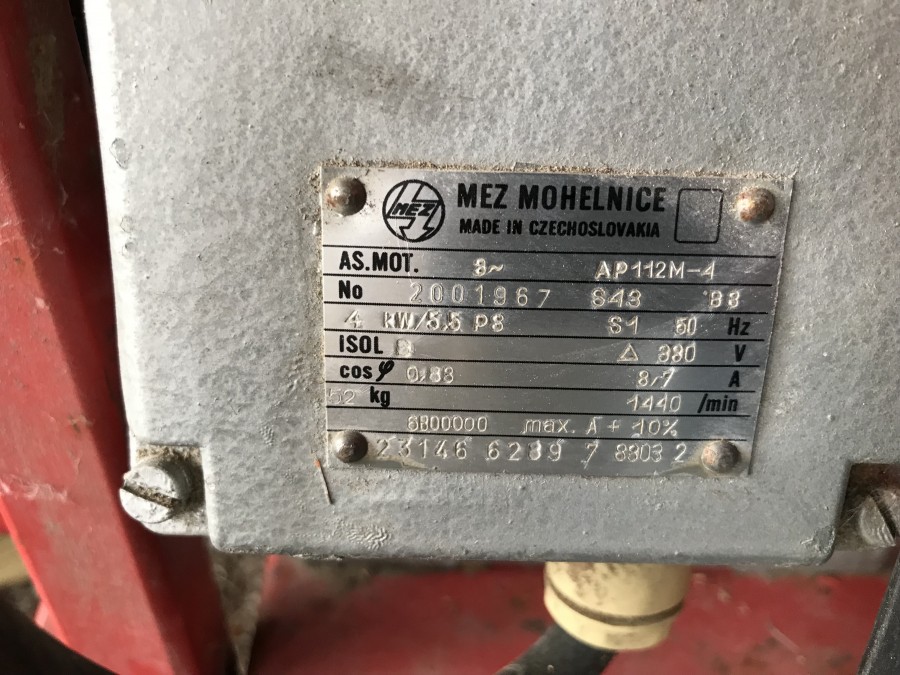 MEZ
MEZ MOHELNICE
MADE IN CZECHOSLOVAKIA
AS.MOT. 3~ AP112M-4
No 2001967 S43 B3
4 kW/5.5 PS S1 50 Hz
ISOL B △ 380 V
cos φ 0,83 8,7 A
52 kg 1440 /min
max. A + 10%
23146 6289 7 8803 2